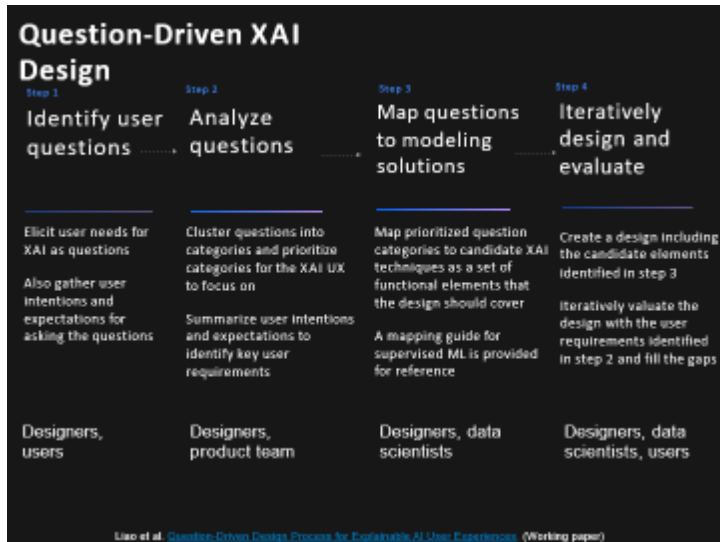 Question-Driven XAI
Design
Step 1
Identify user
questions
Elicit user needs for
XAI as questions
Also gather user
intentions and
expectations for
asking the questions
Designers,
users
Step 2
Analyze
questions
Cluster questions into
categories and prioritize
categories for the XAI UX
to focus on
Summarize user intentions
and expectations to
identify key user
requirements
Designers,
product team
Step 3
Map questions
to modeling
solutions
Map prioritized question
categories to candidate XAI
techniques as a set of
functional elements that
the design should cover
A mapping guide for
supervised ML is provided
for reference
Designers, data
scientists
Step 4
Iteratively
design and
evaluate
Create a design including
the candidate elements
identified in step 3
Iteratively valuate the
design with the user
requirements identified
in step 2 and fill the gaps
Designers, data
scientists, users
Liao et al. Question-Driven Design Process for Explainable AI User Experiences (Working paper)